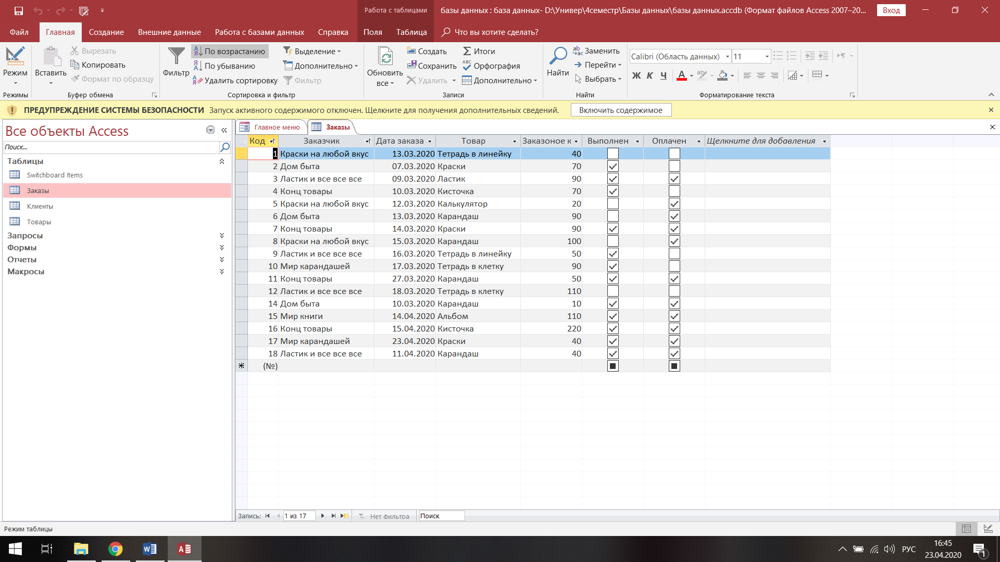 Работа с таблицами
базы данных : база данных- D:\Универ\4семестр\Базы данных\базы данных.accdb (Формат файлов Access 2007–20...
Вход
Файл Главная Создание Внешние данные Работа с базами данных Справка Поля Таблица Что вы хотите сделать?
Режим
Режимы
Вставить
Вырезать
Копировать
Формат по образцу
Буфер обмена
Фильтр
По возрастанию
По убыванию
Удалить сортировку
Выделение
Дополнительно
Фильтр
Сортировка и фильтр
Обновить
все
Создать
Сохранить
Удалить
Итоги
Орфография
Дополнительно
Записи
Найти
Заменить
Перейти
Выбрать
Найти
Calibri (Область данных) 11
Ж К Ч
Форматирование текста
ПРЕДУПРЕЖДЕНИЕ СИСТЕМЫ БЕЗОПАСНОСТИ Запуск активного содержимого отключен. Щелкните для получения дополнительных сведений. Включить содержимое
Все объекты Access
Поиск...
Таблицы
Switchboard Items
Заказы
Клиенты
Товары
Запросы
Формы
Отчеты
Макросы
Главное меню Заказы
Код Заказчик Дата заказа Товар Заказоное к Выполнен Оплачен Щелкните для добавления
1 Краски на любой вкус 13.03.2020 Тетрадь в линейку 40
2 Дом быта 07.03.2020 Краски 70
3 Ластик и все все все 09.03.2020 Ластик 90
4 Конц товары 10.03.2020 Кисточка 70
5 Краски на любой вкус 12.03.2020 Калькулятор 20
6 Дом быта 13.03.2020 Карандаш 90
7 Конц товары 14.03.2020 Краски 90
8 Краски на любой вкус 15.03.2020 Карандаш 100
9 Ластик и все все все 16.03.2020 Тетрадь в линейку 50
10 Мир карандашей 17.03.2020 Тетрадь в клетку 90
11 Конц товары 27.03.2020 Карандаш 50
12 Ластик и все все все 18.03.2020 Тетрадь в клетку 110
14 Дом быта 10.03.2020 Карандаш 10
15 Мир книги 14.04.2020 Альбом 110
16 Конц товары 15.04.2020 Кисточка 220
17 Мир карандашей 23.04.2020 Краски 40
18 Ластик и все все все 11.04.2020 Карандаш 40
(№)
Запись: 1 из 17 Нет фильтра Поиск
Режим таблицы
РУС
16:45
23.04.2020
1